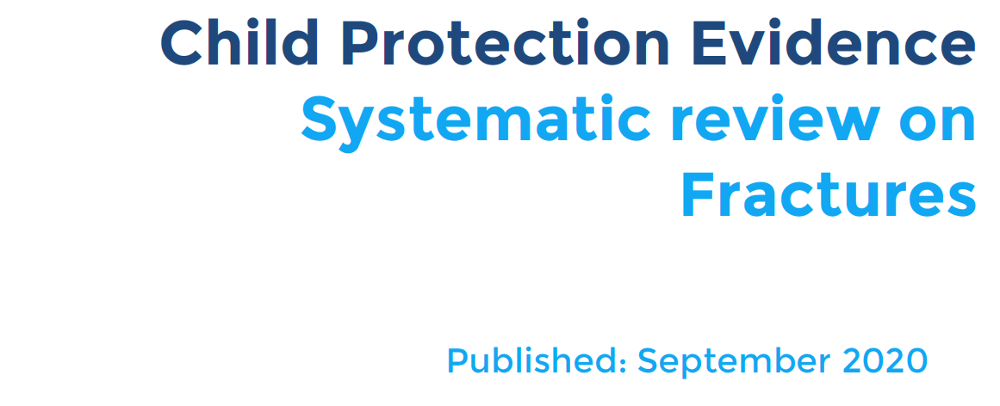 Child Protection Evidence
Systematic review on
Fractures
Published: September 2020